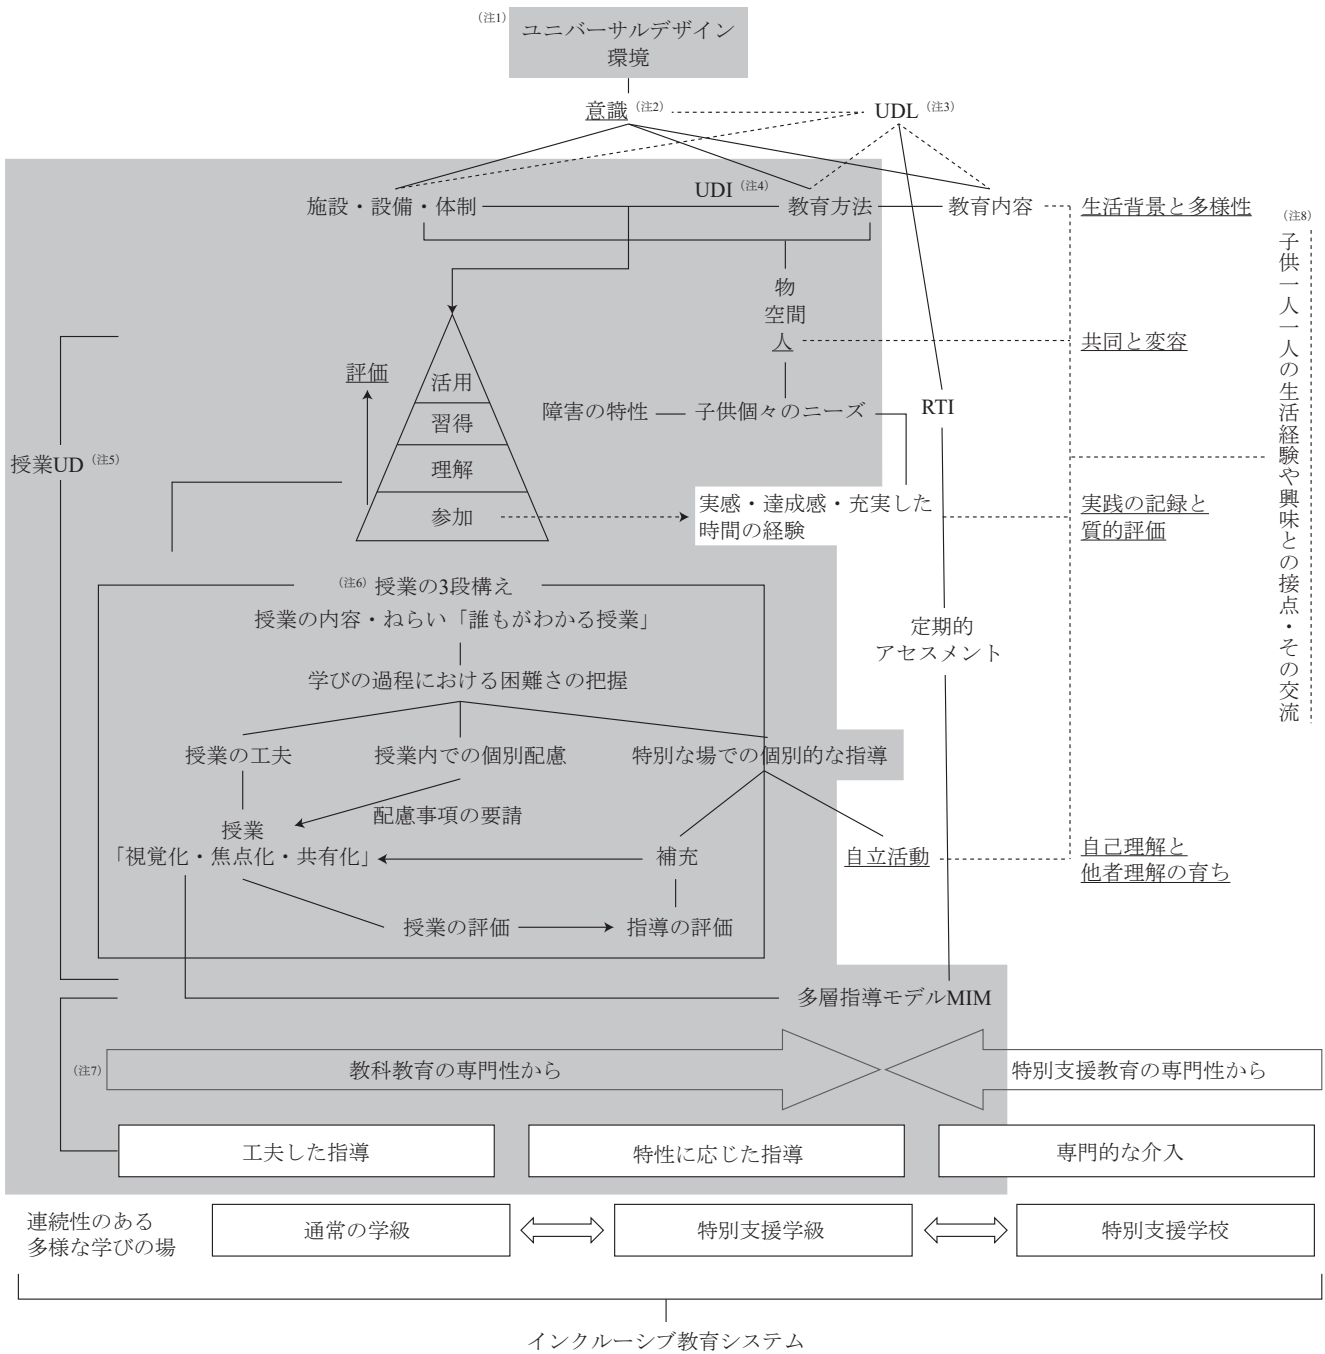 (注1)
ユニバーサルデザイン
環境
意識(注2)
UDL(注3)
UDI(注4)
施設・設備・体制
教育方法
教育内容
生活背景と多様性
(注8)
子供一人一人の生活経験や興味との接点・その交流
物
空間
人
共同と変容
評価
活用
習得
理解
参加
障害の特性
子供個々のニーズ
RTI
授業UD(注5)
実感・達成感・充実した
時間の経験
実践の記録と
質的評価
(注6)授業の3段構え
授業の内容・ねらい「誰もがわかる授業」
定期的
アセスメント
学びの過程における困難さの把握
授業の工夫
授業内での個別配慮
特別な場での個別的な指導
配慮事項の要請
授業
「視覚化・焦点化・共有化」
補充
自立活動
自己理解と
他者理解の育ち
授業の評価
指導の評価
多層指導モデルMIM
(注7)
教科教育の専門性から
特別支援教育の専門性から
工夫した指導
特性に応じた指導
専門的な介入
連続性のある
多様な学びの場
通常の学級
特別支援学級
特別支援学校
インクルーシブ教育システム